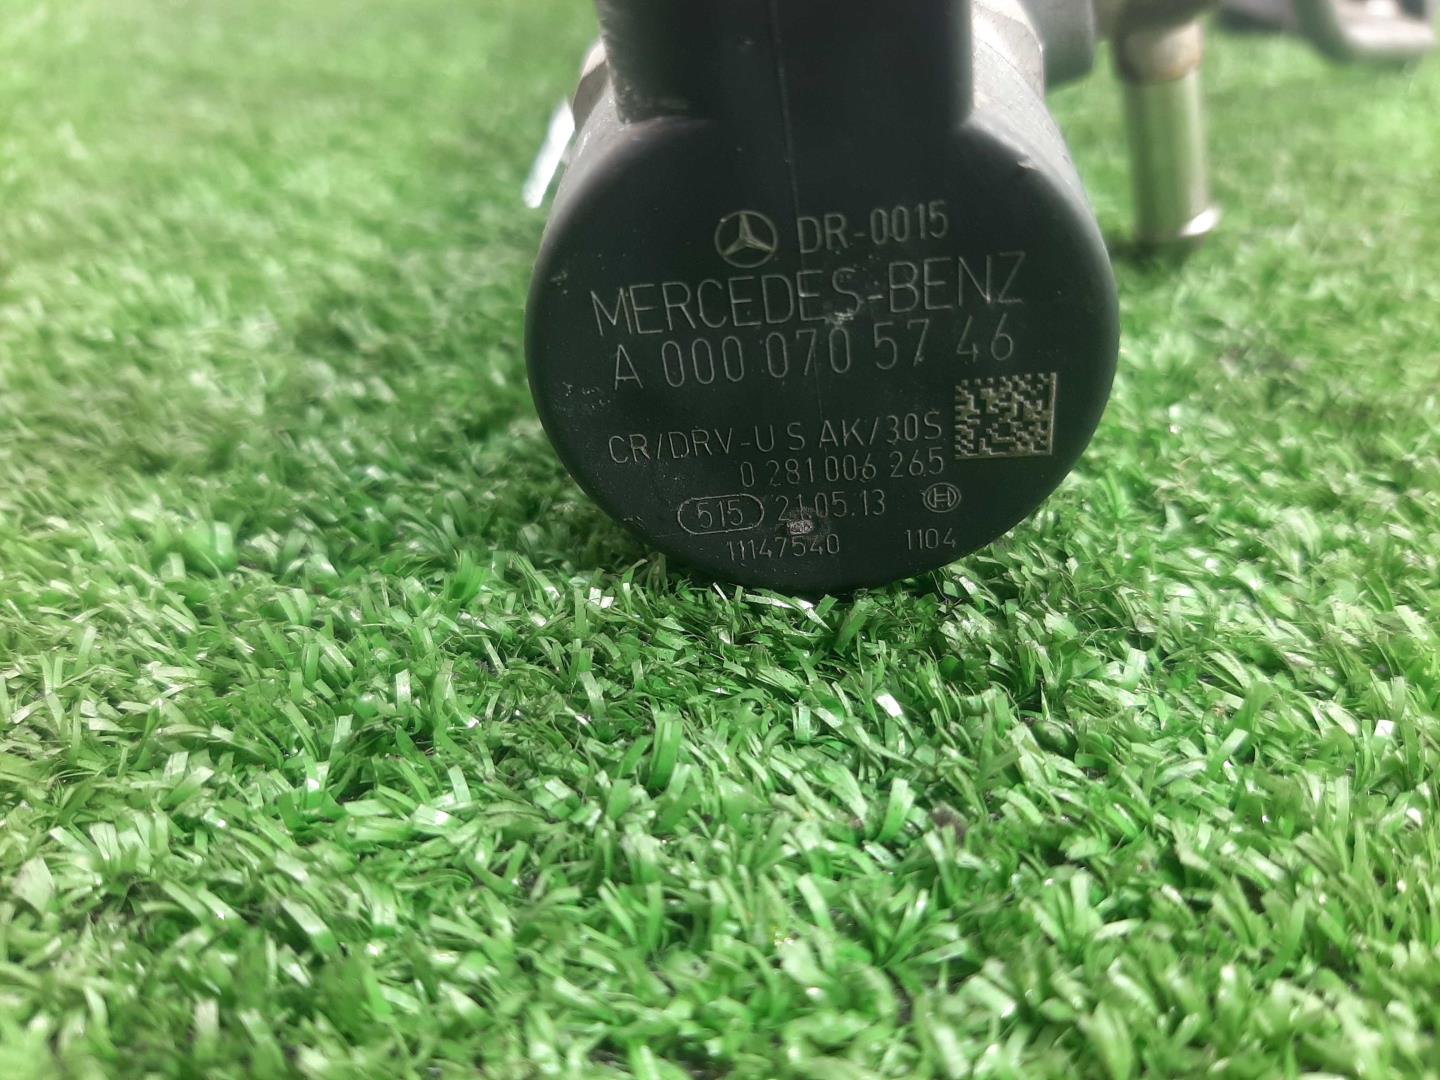 DR-0015
MERCEDES-BENZ
A 000 070 57 46
CR/DRV-U S AK/30S
0 281 006 265
515 21.05.13
11147540 1104